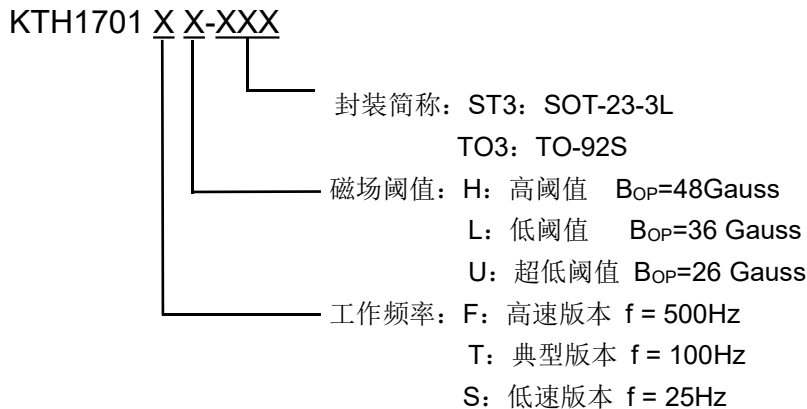 KTH1701 X X-XXX
封装简称：ST3：SOT-23-3L
TO3：TO-92S
磁场阈值：H：高阈值 BOP=48Gauss
L：低阈值 BOP=36 Gauss
U：超低阈值 BOP=26 Gauss
工作频率：F：高速版本 f = 500Hz
T：典型版本 f = 100Hz
S：低速版本 f = 25Hz